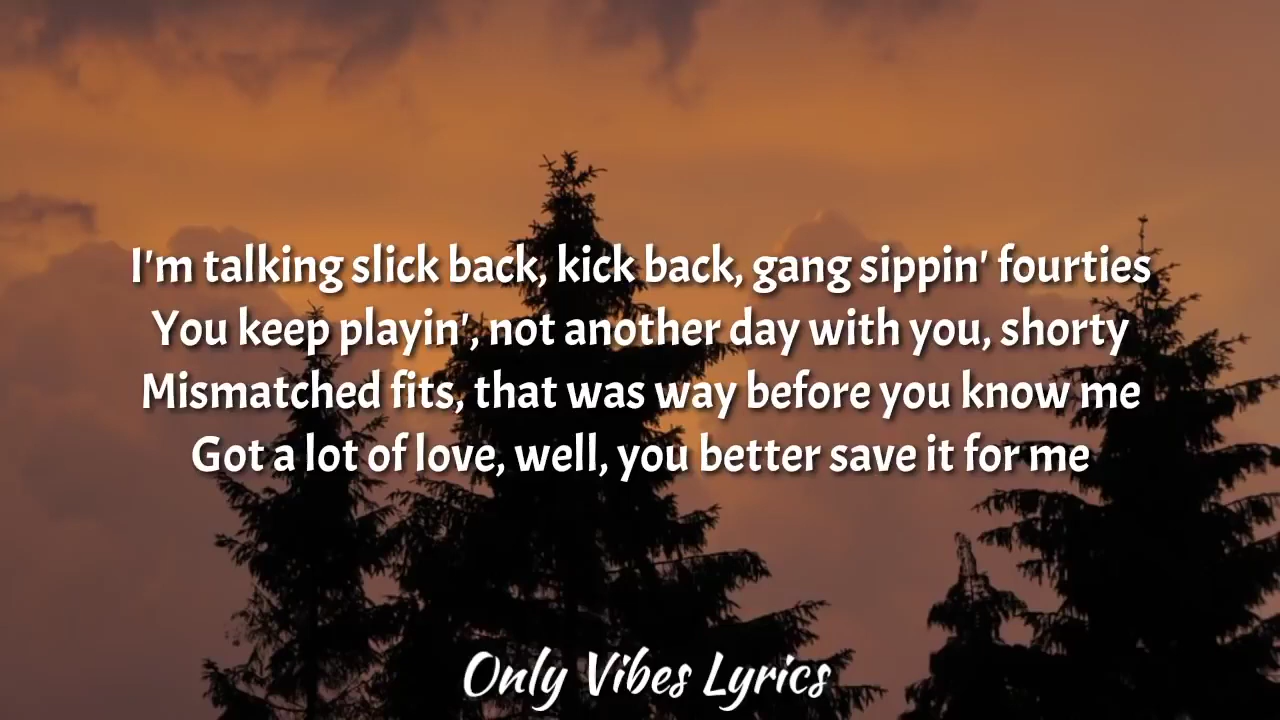 I'm talking slick back, kick back, gang sippin' fourties
You keep playin', not another day with you, shorty
Mismatched fits, that was way before you know me
Got a lot of love, well, you better save it for me
Only Vibes Lyrics